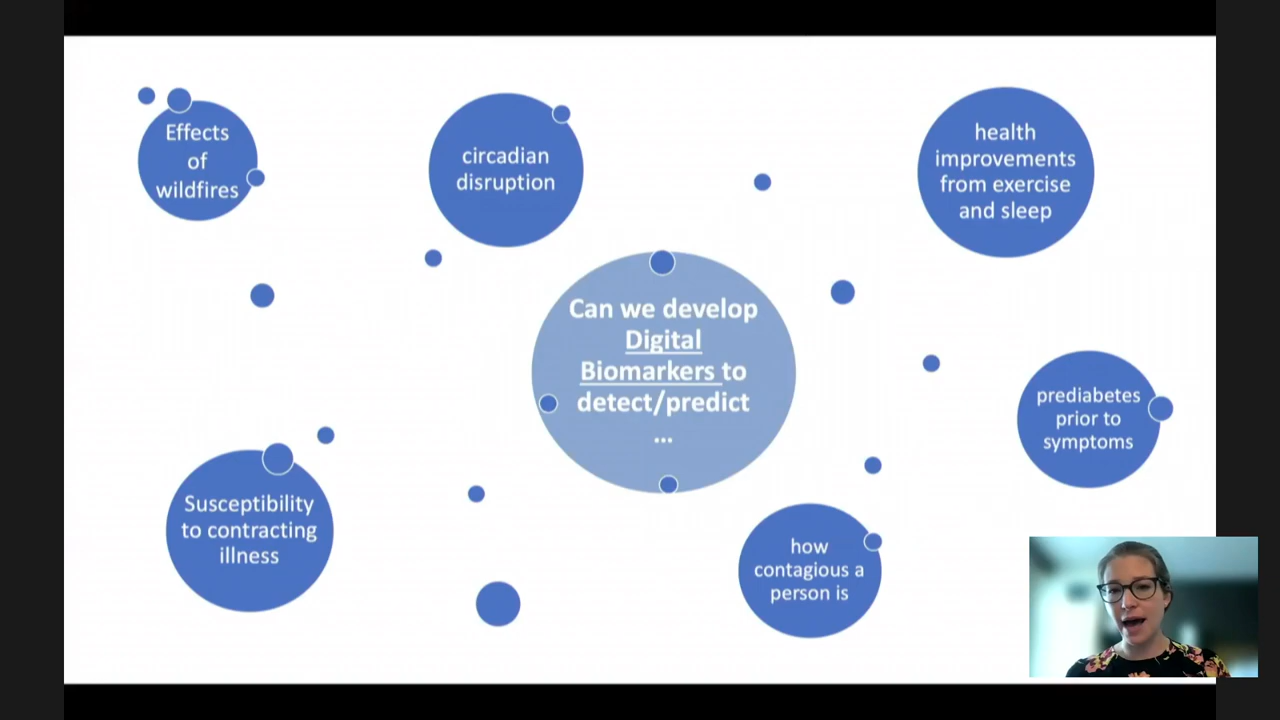 Effects
of
wildfires
circadian
disruption
health
improvements
from exercise
and sleep
Can we develop
Digital
Biomarkers to
detect/predict
...
prediabetes
prior to
symptoms
Susceptibility
to contracting
illness
how
contagious a
person is